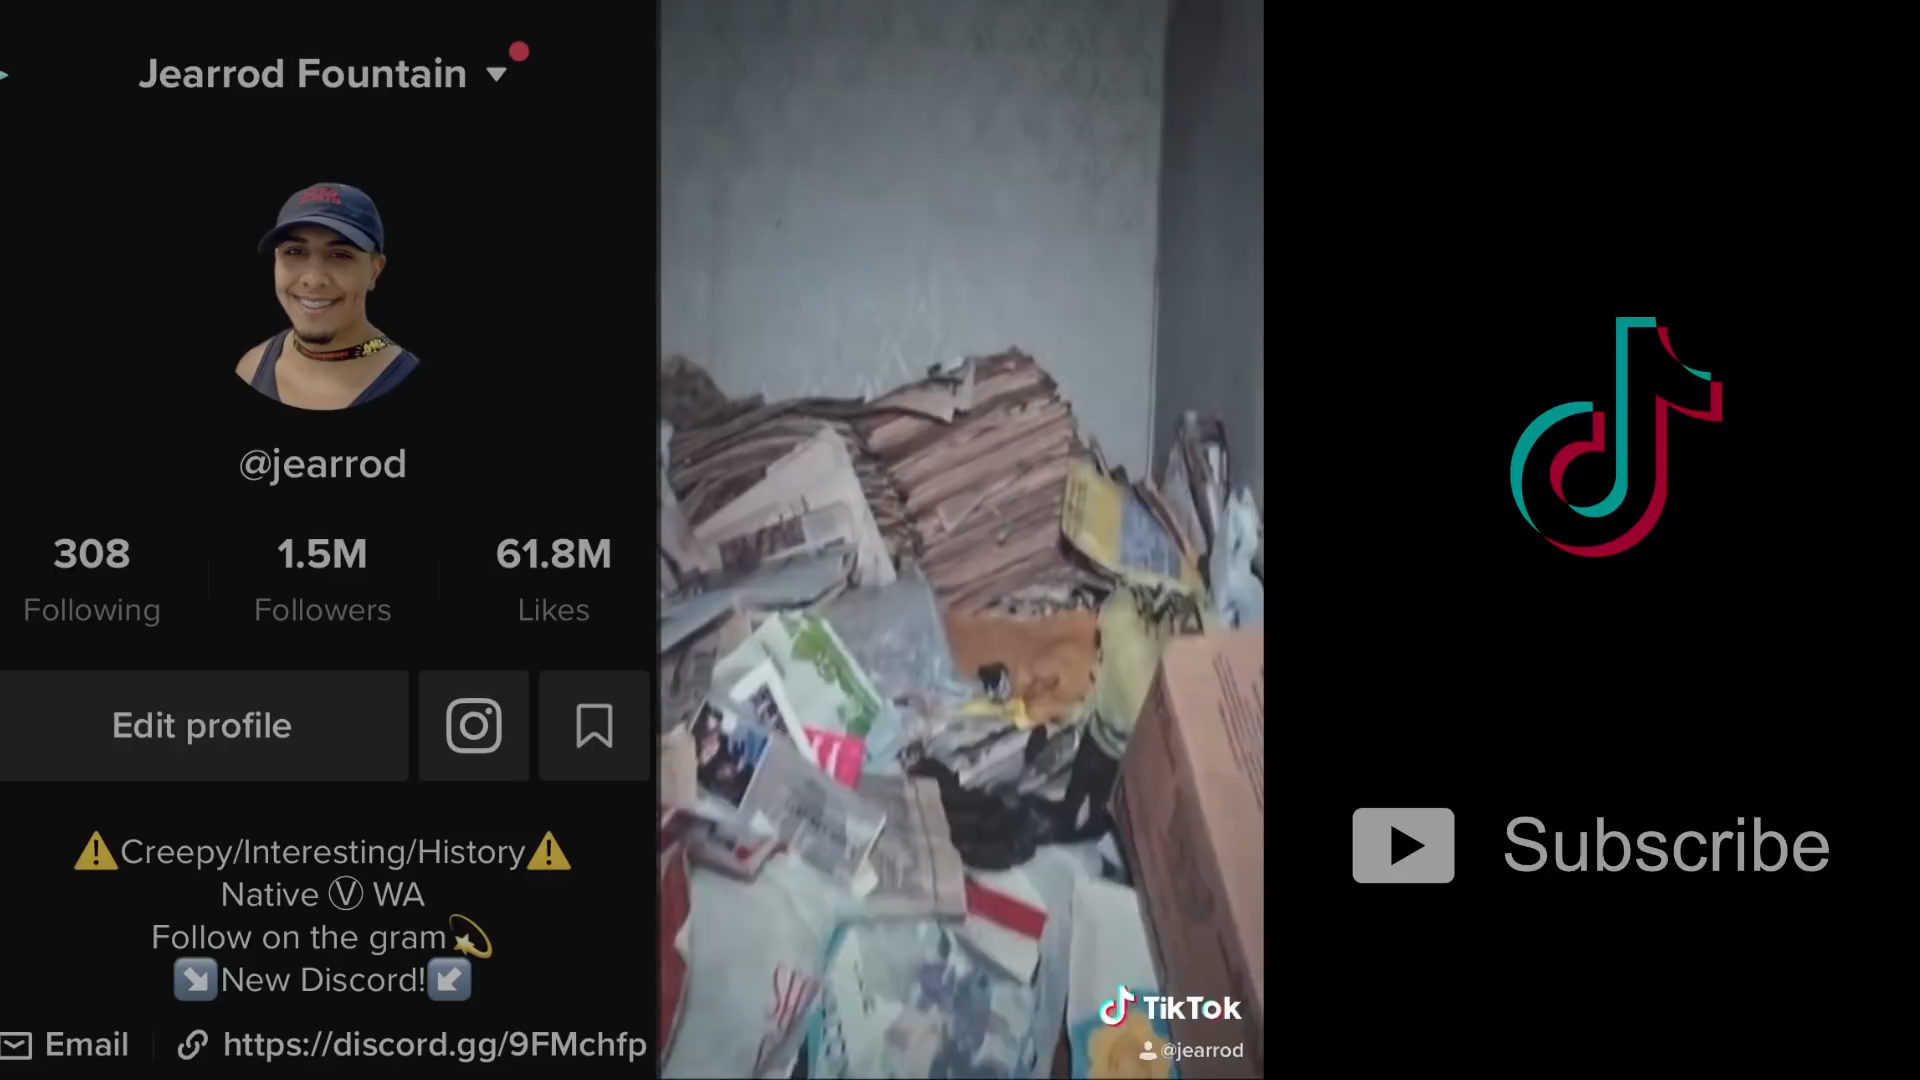 Jearrod Fountain
@jearrod
308
Following
1.5M
Followers
61.8M
Likes
Edit profile
⚠️Creepy/Interesting/History⚠️
Native Ⓥ WA
Follow on the gram💫
↘️New Discord!↙️
Email
https://discord.gg/9FMchfp
TikTok
@jearrod
Subscribe